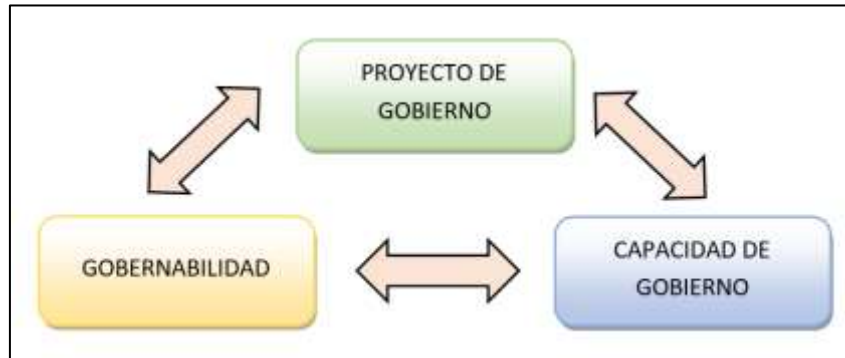 PROYECTO DE
GOBIERNO
GOBERNABILIDAD
CAPACIDAD DE
GOBIERNO